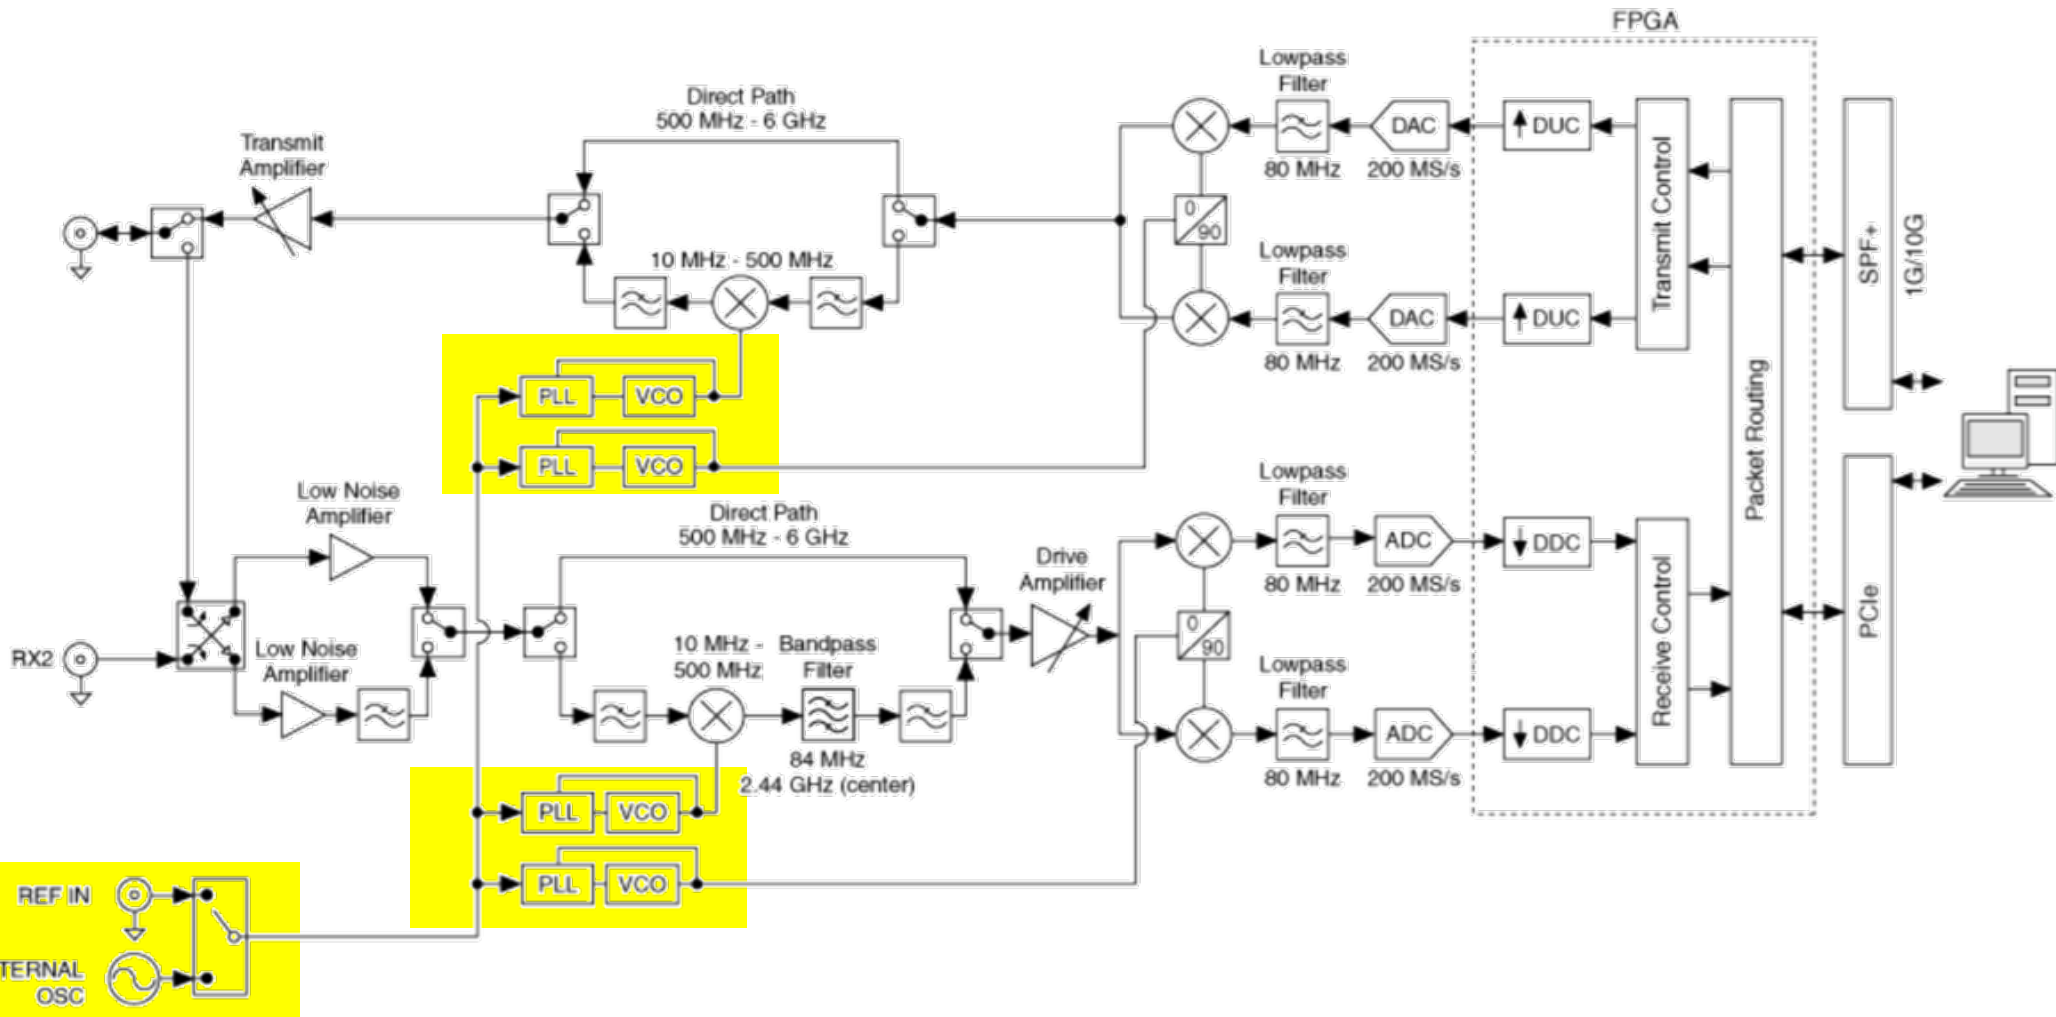 FPGA
Lowpass
Filter
Direct Path
500 MHz - 6 GHz
Transmit
Amplifier
DAC
DUC
80 MHz
200 MS/s
Transmit Control
0
90
SPF+
1G/10G
10 MHz - 500 MHz
Lowpass
Filter
DAC
DUC
80 MHz
200 MS/s
Packet Routing
PLL
VCO
PLL
VCO
Low Noise
Amplifier
Direct Path
500 MHz - 6 GHz
Drive
Amplifier
Lowpass
Filter
ADC
DDC
80 MHz
200 MS/s
Receive Control
PCIe
0
90
RX2
Low Noise
Amplifier
10 MHz -
500 MHz
Bandpass
Filter
84 MHz
2.44 GHz (center)
Lowpass
Filter
ADC
DDC
80 MHz
200 MS/s
PLL
VCO
PLL
VCO
REF IN
TERNAL
OSC